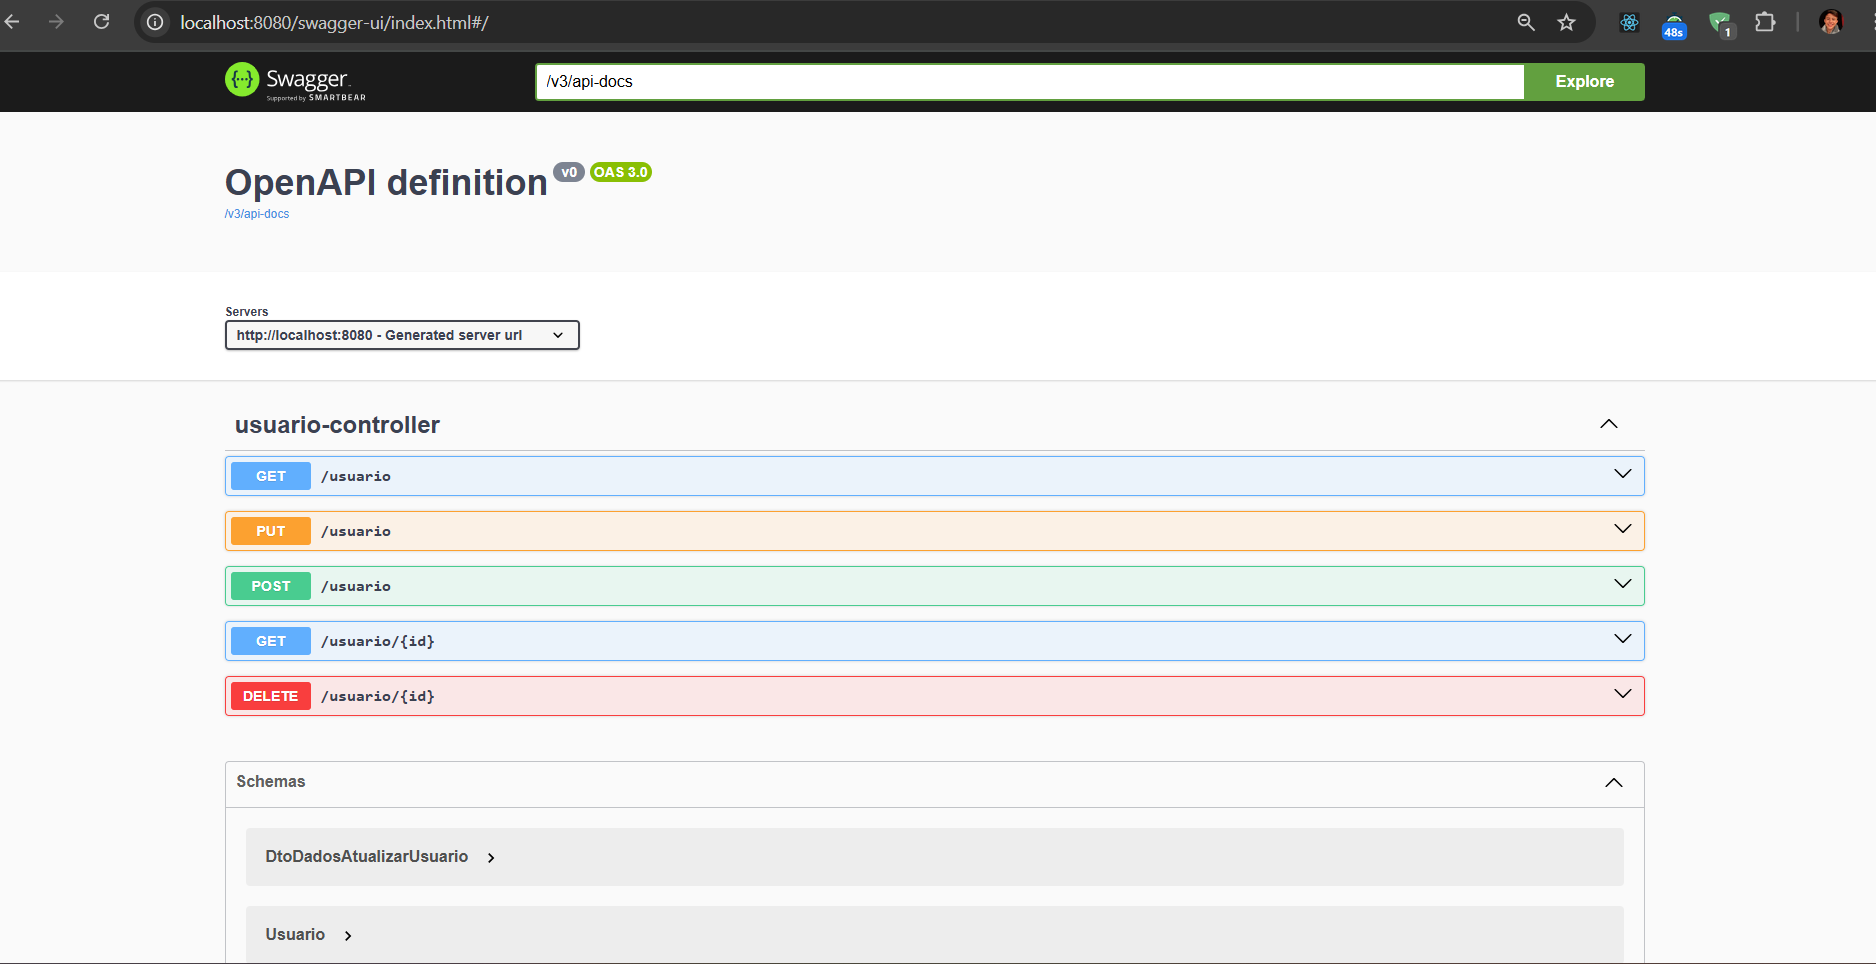 localhost:8080/swagger-ui/index.html#/
48s
1
Swagger
Supported by SMARTBEAR
/v3/api-docs
Explore
OpenAPI definition v0 OAS 3.0
/v3/api-docs
Servers
http://localhost:8080 - Generated server url
usuario-controller
GET /usuario
PUT /usuario
POST /usuario
GET /usuario/{id}
DELETE /usuario/{id}
Schemas
DtoDadosAtualizarUsuario
Usuario